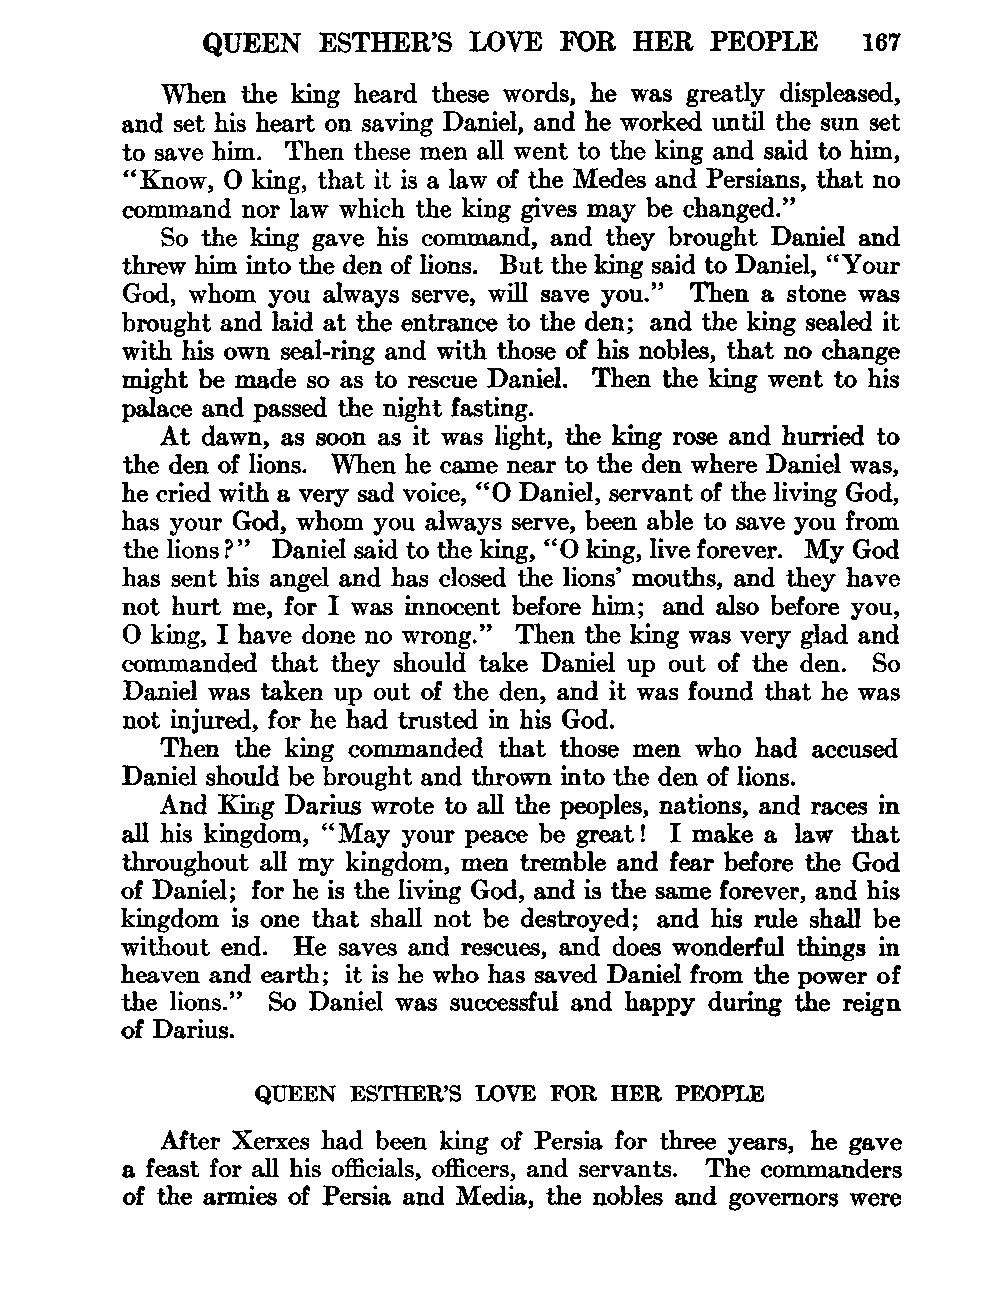 QUEEN ESTHER'S LOVE FOR HER PEOPLE 167
When the king heard these words, he was greatly displeased,
and set his heart on saving Daniel, and he worked until the sun set
to save him. Then these men all went to the king and said to him,
“Know, O king, that it is a law of the Medes and Persians, that no
command nor law which the king gives may be changed.”
So the king gave his command, and they brought Daniel and
threw him into the den of lions. But the king said to Daniel, “Your
God, whom you always serve, will save you.” Then a stone was
brought and laid at the entrance to the den; and the king sealed it
with his own seal-ring and with those of his nobles, that no change
might be made so as to rescue Daniel. Then the king went to his
palace and passed the night fasting.
At dawn, as soon as it was light, the king rose and hurried to
the den of lions. When he came near to the den where Daniel was,
he cried with a very sad voice, “O Daniel, servant of the living God,
has your God, whom you always serve, been able to save you from
the lions?” Daniel said to the king, “O king, live forever. My God
has sent his angel and has closed the lions’ mouths, and they have
not hurt me, for I was innocent before him; and also before you,
O king, I have done no wrong.” Then the king was very glad and
commanded that they should take Daniel up out of the den. So
Daniel was taken up out of the den, and it was found that he was
not injured, for he had trusted in his God.
Then the king commanded that those men who had accused
Daniel should be brought and thrown into the den of lions.
And King Darius wrote to all the peoples, nations, and races in
all his kingdom, “May your peace be great! I make a law that
throughout all my kingdom, men tremble and fear before the God
of Daniel; for he is the living God, and is the same forever, and his
kingdom is one that shall not be destroyed; and his rule shall be
without end. He saves and rescues, and does wonderful things in
heaven and earth; it is he who has saved Daniel from the power of
the lions.” So Daniel was successful and happy during the reign
of Darius.
QUEEN ESTHER'S LOVE FOR HER PEOPLE
After Xerxes had been king of Persia for three years, he gave
a feast for all his officials, officers, and servants. The commanders
of the armies of Persia and Media, the nobles and governors were